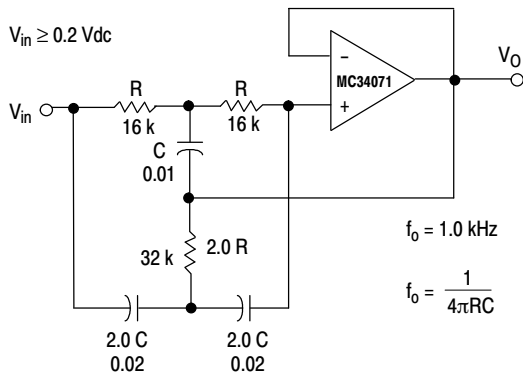 V_in ≥ 0.2 Vdc
V_in
R
16 k
R
16 k
−
MC34071
+
V_O
C
0.01
32 k
2.0 R
2.0 C
0.02
2.0 C
0.02
f_o = 1.0 kHz
f_o = 1 / 4πRC